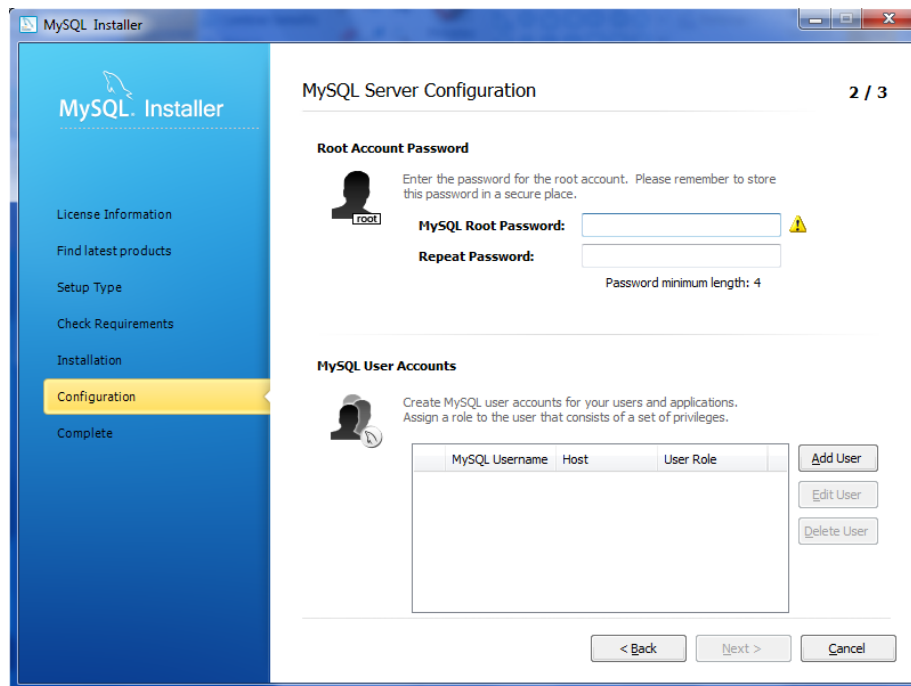 MySQL Installer
MySQL. Installer
License Information
Find latest products
Setup Type
Check Requirements
Installation
Configuration
Complete
MySQL Server Configuration
2 / 3
Root Account Password
Enter the password for the root account. Please remember to store
this password in a secure place.
root
MySQL Root Password:
Repeat Password:
Password minimum length: 4
MySQL User Accounts
Create MySQL user accounts for your users and applications.
Assign a role to the user that consists of a set of privileges.
MySQL Username Host User Role
Add User
Edit User
Delete User
< Back Next > Cancel